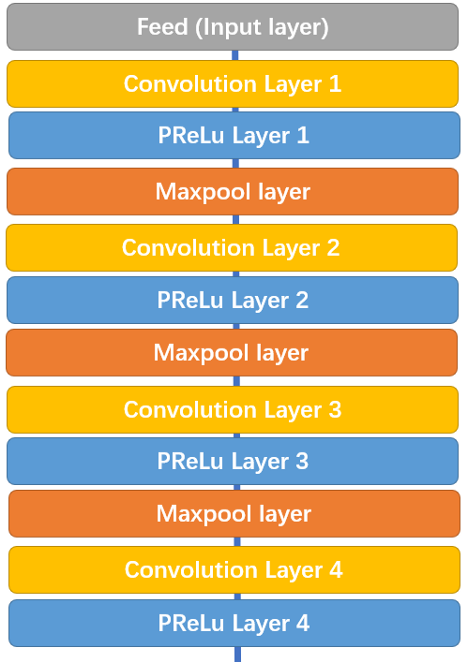 Feed (Input layer)
Convolution Layer 1
PReLu Layer 1
Maxpool layer
Convolution Layer 2
PReLu Layer 2
Maxpool layer
Convolution Layer 3
PReLu Layer 3
Maxpool layer
Convolution Layer 4
PReLu Layer 4